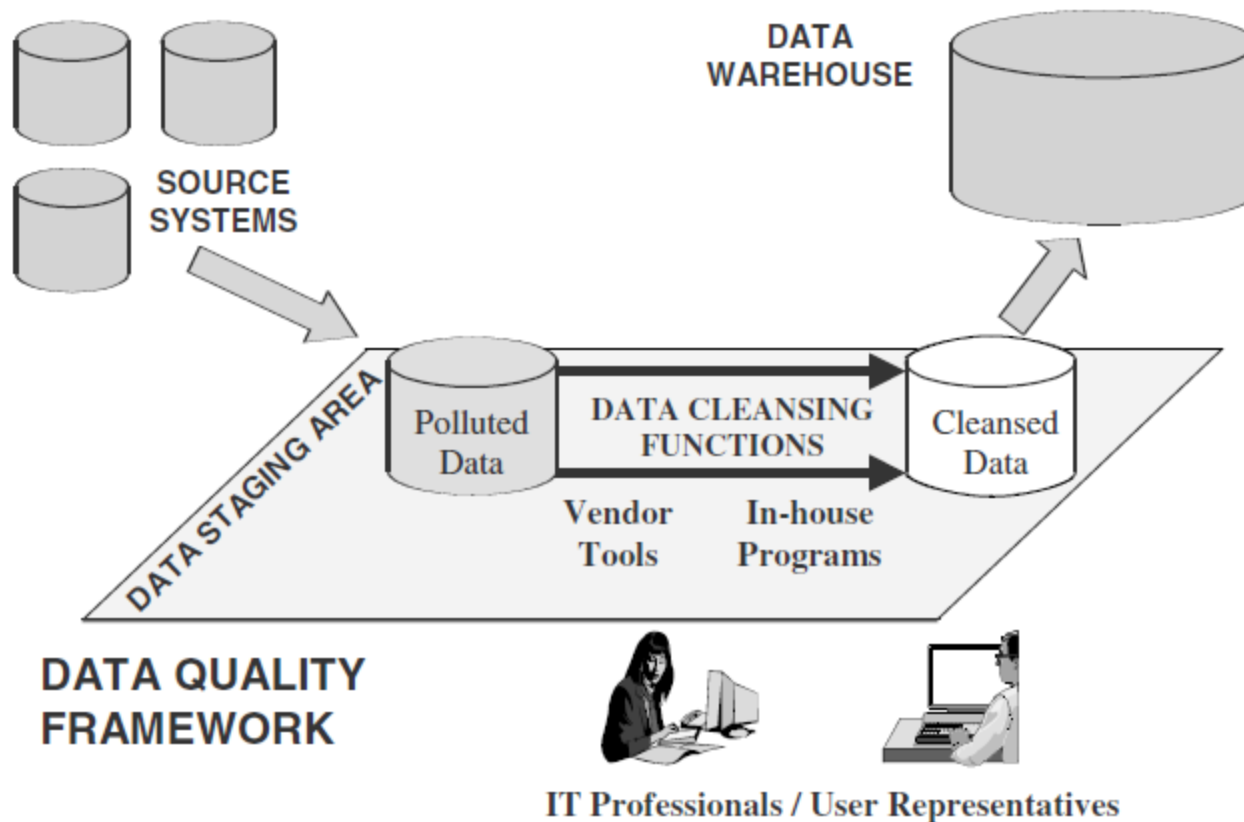 DATA
WAREHOUSE
SOURCE
SYSTEMS
DATA STAGING AREA
Polluted
Data
DATA CLEANSING
FUNCTIONS
Cleansed
Data
Vendor
Tools
In-house
Programs
DATA QUALITY
FRAMEWORK
IT Professionals / User Representatives